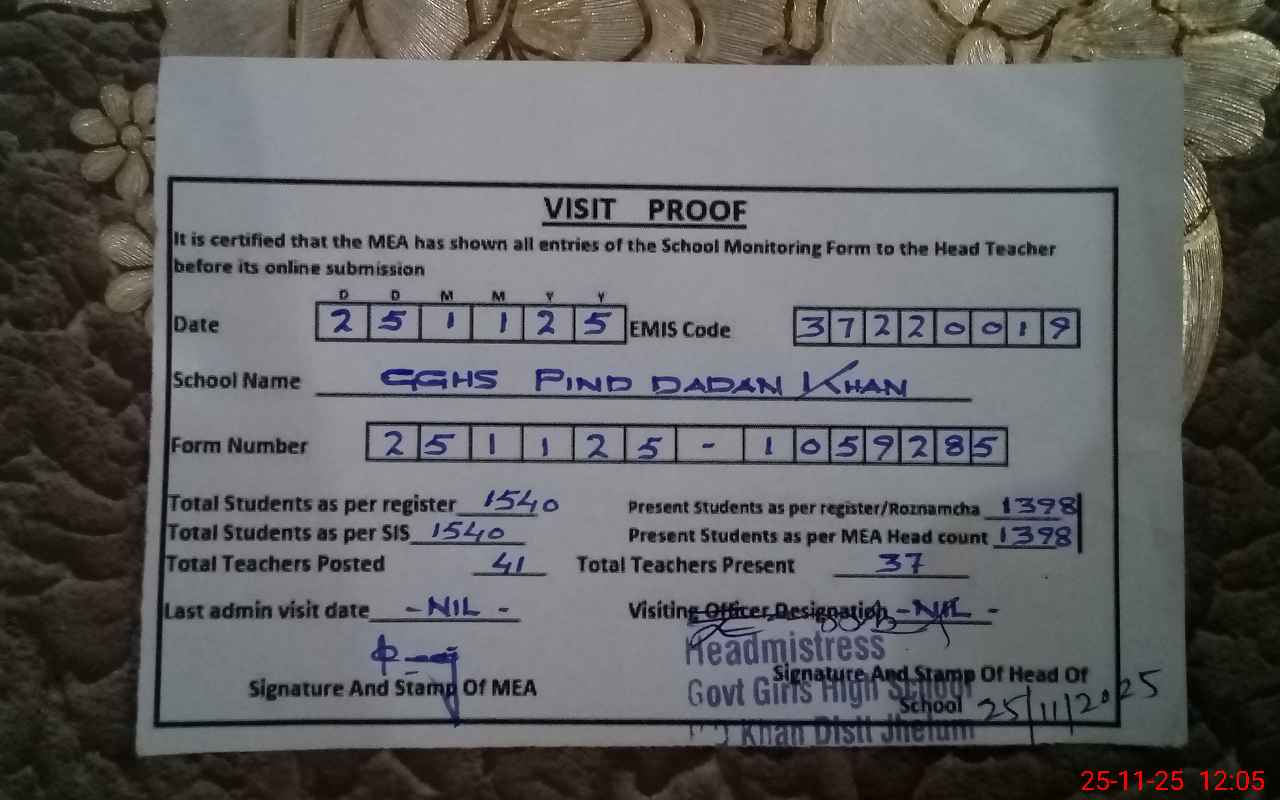 VISIT PROOF
It is certified that the MEA has shown all entries of the School Monitoring Form to the Head Teacher
before its online submission
D D M M Y Y
Date 2 5 1 1 2 5 EMIS Code 3 7 2 2 0 0 1 9
School Name GGHS PIND DADAN KHAN
Form Number 2 5 1 1 2 5 - 1 0 5 9 2 8 5
Total Students as per register 1540 Present Students as per register/Roznamcha 1398
Total Students as per SIS 1540 Present Students as per MEA Head count 1398
Total Teachers Posted 41 Total Teachers Present 37
Last admin visit date -NIL- Visiting Officer Designation -NIL-
Headmistress
Signature And Stamp Of MEA Signature And Stamp Of Head Of
Govt Girls High School
School 25/11/2025
Khan Distt Jhelum
25-11-25 12:05